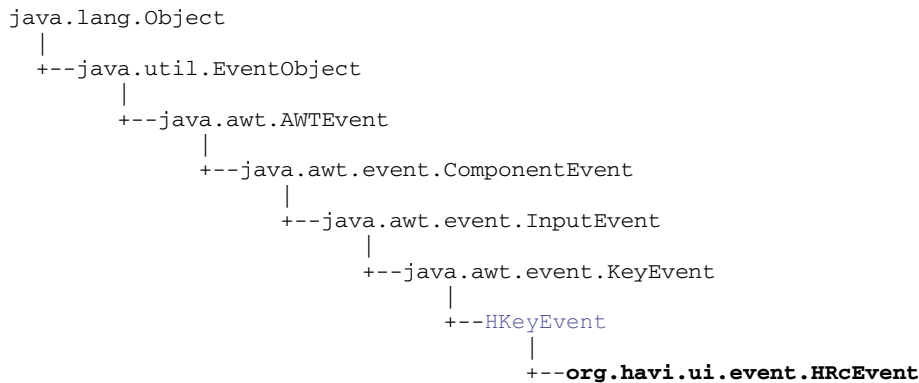 java.lang.Object
|
+--java.util.EventObject
|
+--java.awt.AWTEvent
|
+--java.awt.event.ComponentEvent
|
+--java.awt.event.InputEvent
|
+--java.awt.event.KeyEvent
|
+--HKeyEvent
|
+--org.havi.ui.event.HRcEvent